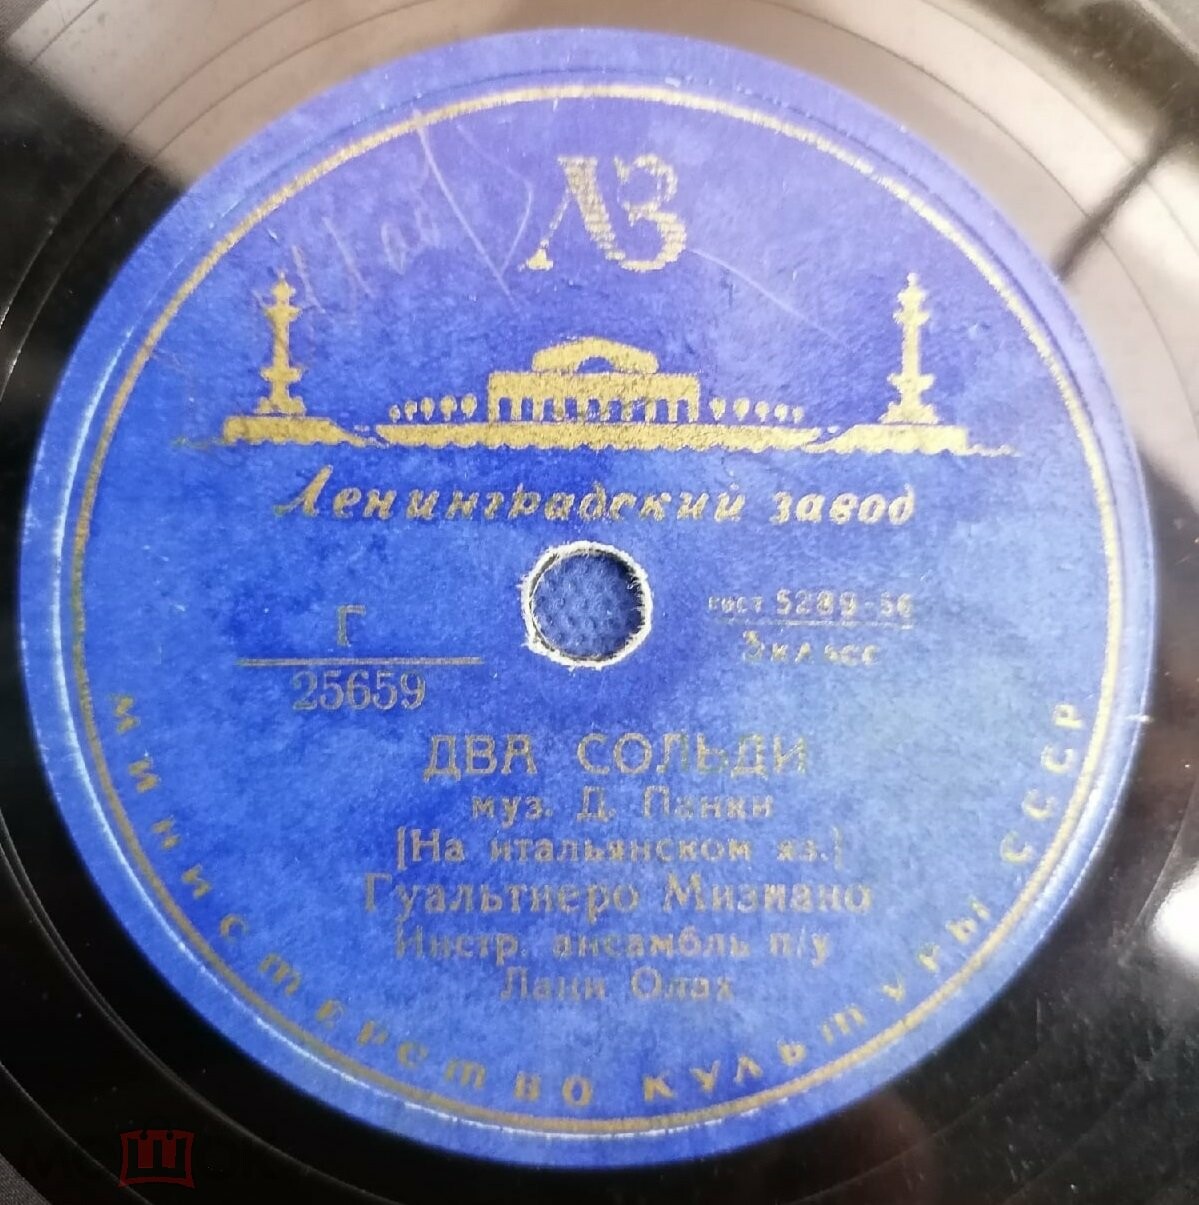 ЛЗ
Ленинградский завод
гост 5289-56
Г
25659
3 класс
ДВА СОЛЬДИ
муз. Д. Панки
[На итальянском яз.]
Гуальтиеро Мизиано
Инстр. ансамбль п/у
Лаци Олах
МИНИСТЕРСТВО КУЛЬТУРЫ СССР